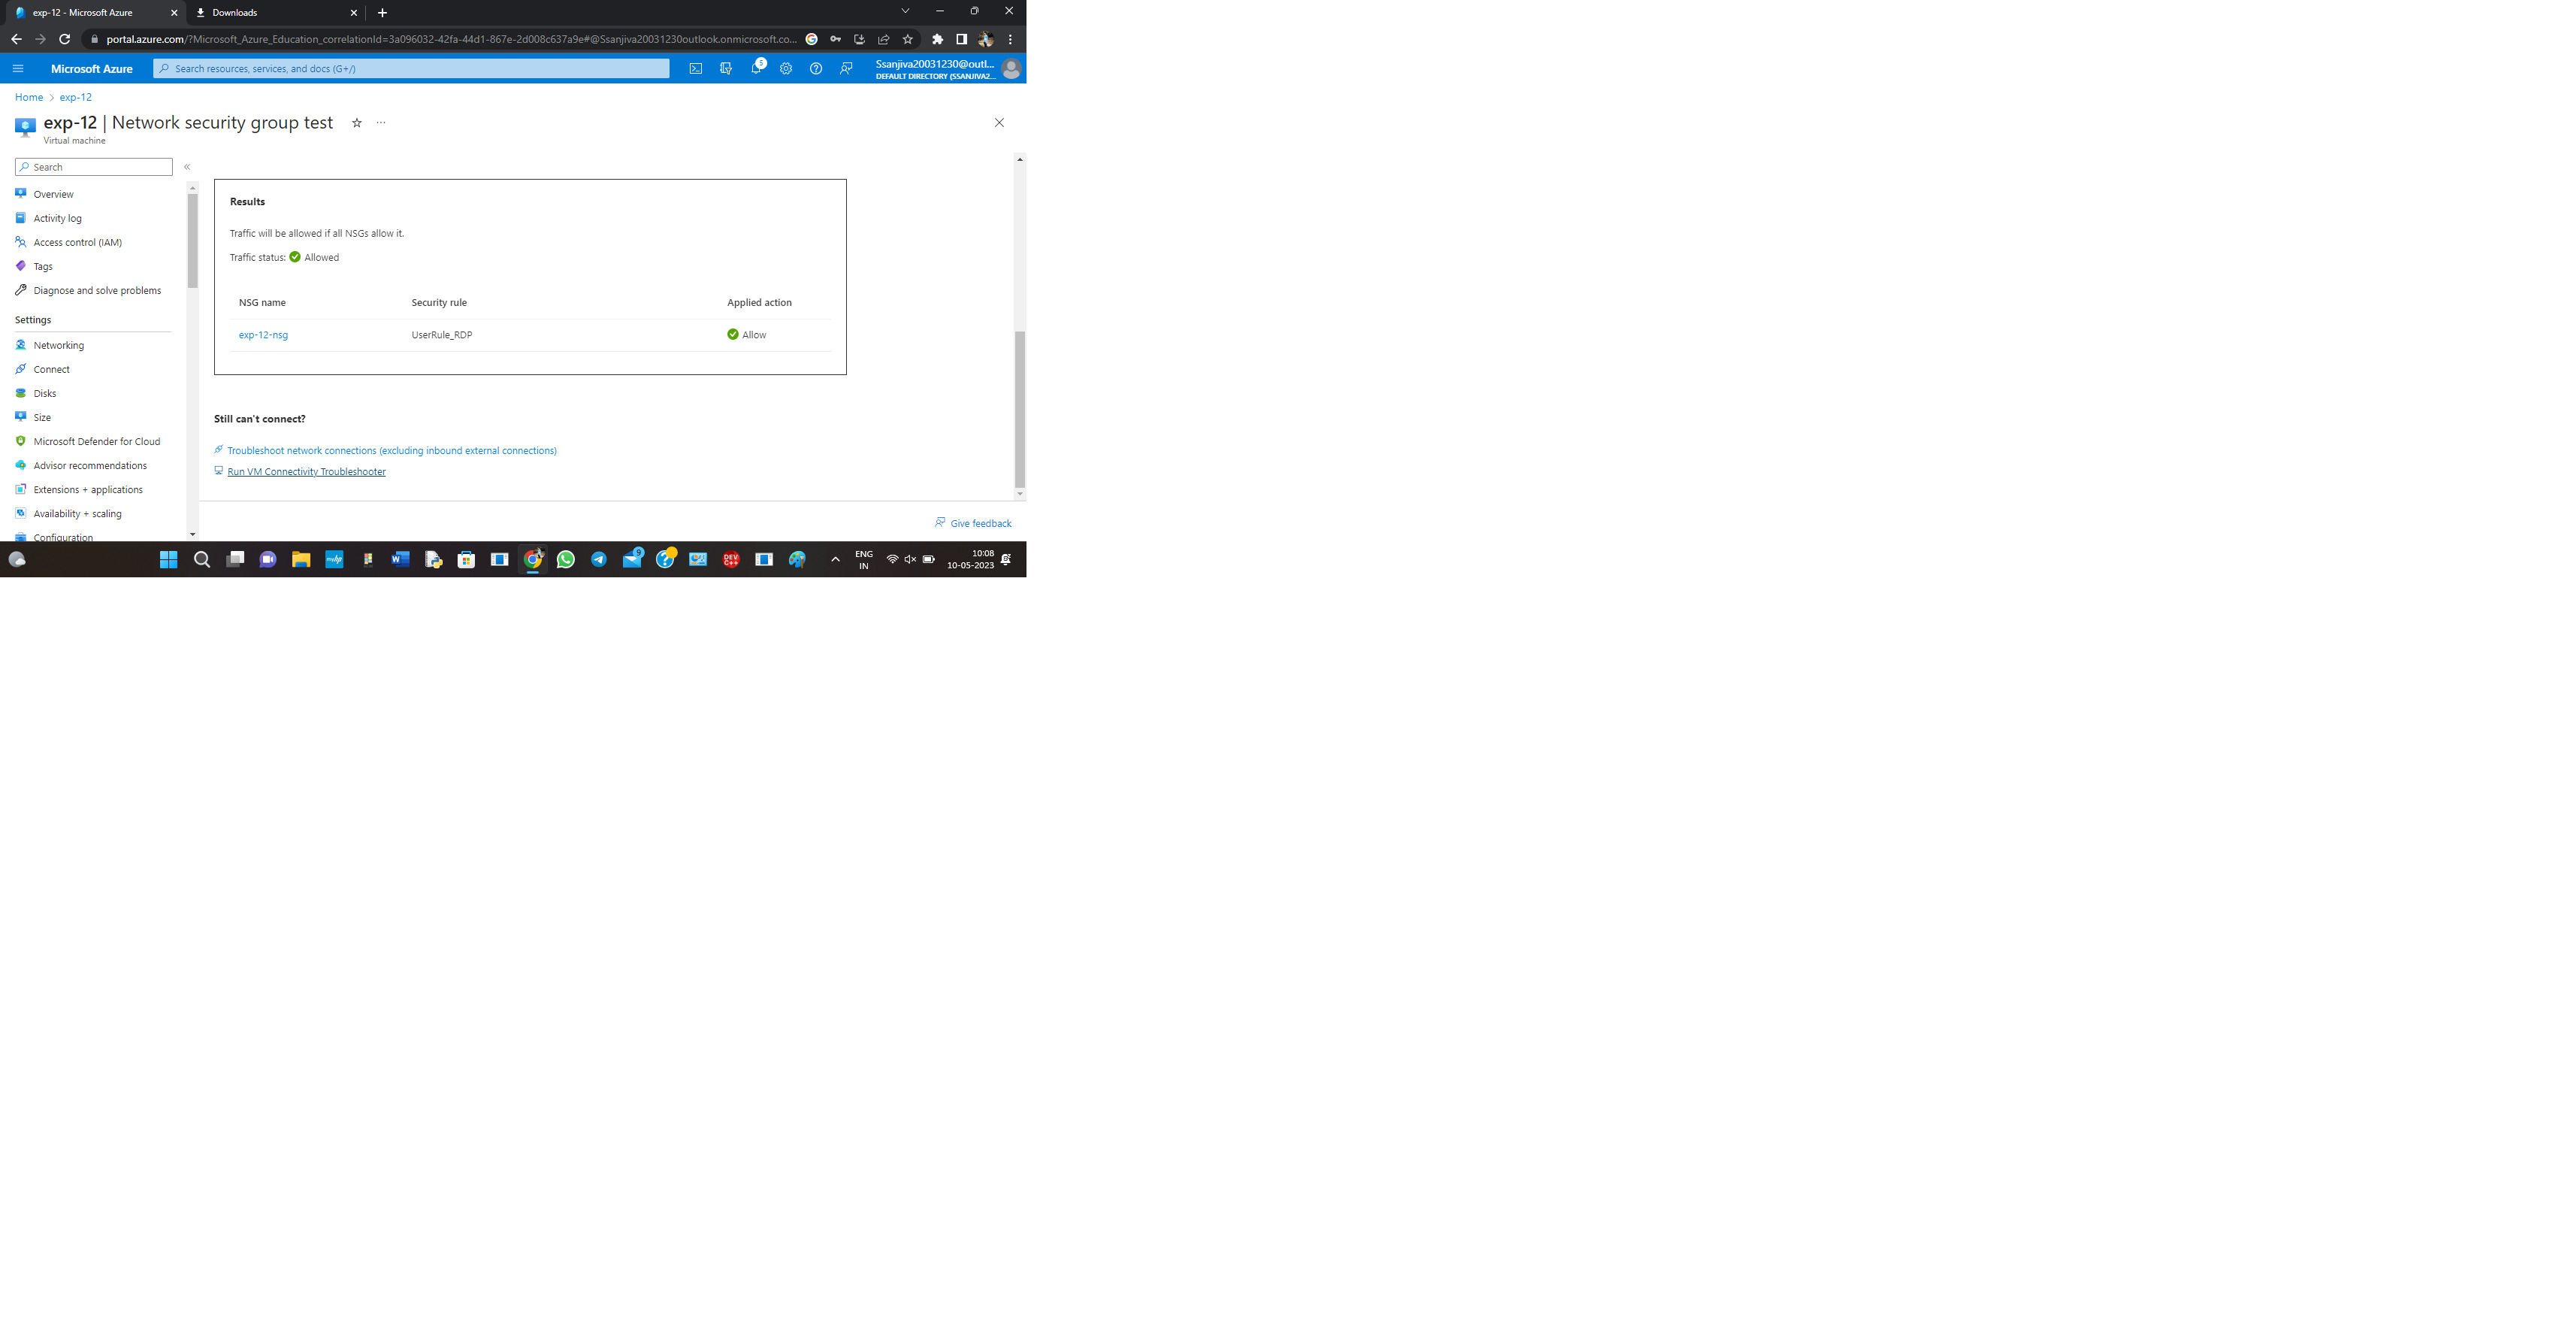 exp-12 - Microsoft Azure
Downloads
portal.azure.com/?Microsoft_Azure_Education_correlationId=3a096032-42fa-44d1-867e-2d008c637a9e#@Ssanjiva20031230outlook.onmicrosoft.co...
Microsoft Azure
Search resources, services, and docs (G+/)
5
Ssanjiva20031230@outl...
DEFAULT DIRECTORY (SSANJIVA2...
Home > exp-12
exp-12 | Network security group test
Virtual machine
Search
Overview
Activity log
Access control (IAM)
Tags
Diagnose and solve problems
Settings
Networking
Connect
Disks
Size
Microsoft Defender for Cloud
Advisor recommendations
Extensions + applications
Availability + scaling
Configuration
Results
Traffic will be allowed if all NSGs allow it.
Traffic status: Allowed
NSG name Security rule Applied action
exp-12-nsg UserRule_RDP Allow
Still can't connect?
Troubleshoot network connections (excluding inbound external connections)
Run VM Connectivity Troubleshooter
Give feedback
9
DEV C++
ENG
IN
10:08
10-05-2023